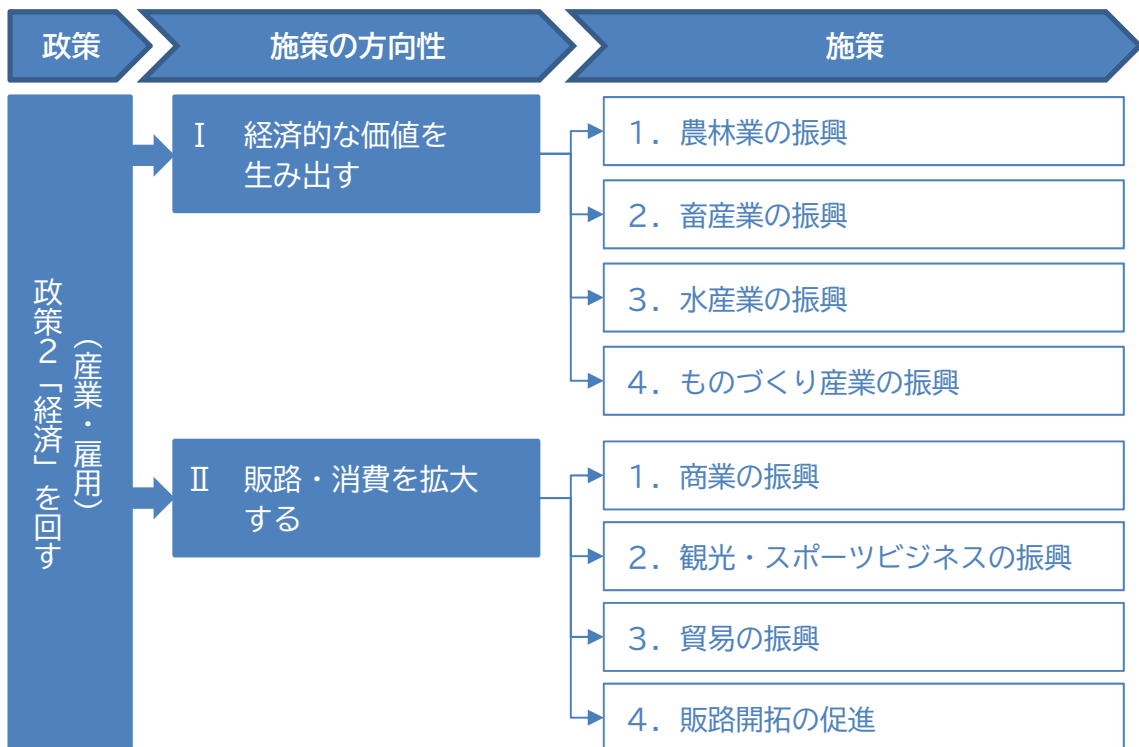 政策
施策の方向性
施策
政策2「経済」を回す
（産業・雇用）
Ⅰ 経済的な価値を
生み出す
1．農林業の振興
2．畜産業の振興
3．水産業の振興
4．ものづくり産業の振興
Ⅱ 販路・消費を拡大
する
1．商業の振興
2．観光・スポーツビジネスの振興
3．貿易の振興
4．販路開拓の促進